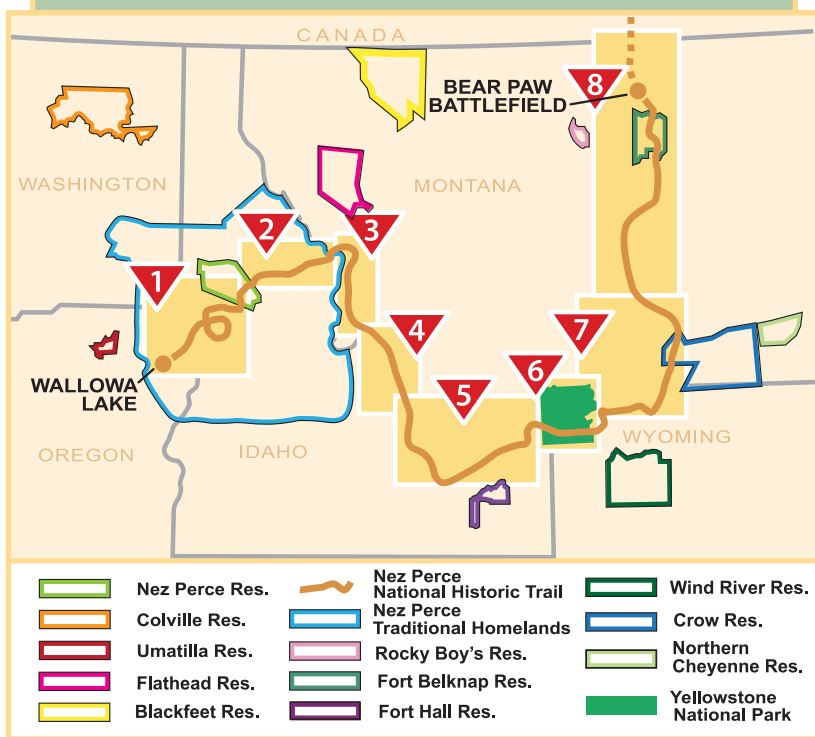 CANADA
BEAR PAW
BATTLEFIELD
8
WASHINGTON
MONTANA
2
3
1
4
7
6
5
WALLOWA
LAKE
OREGON
IDAHO
WYOMING
Nez Perce Res.
Colville Res.
Umatilla Res.
Flathead Res.
Blackfeet Res.
Nez Perce
National Historic Trail
Nez Perce
Traditional Homelands
Rocky Boy's Res.
Fort Belknap Res.
Fort Hall Res.
Wind River Res.
Crow Res.
Northern
Cheyenne Res.
Yellowstone
National Park